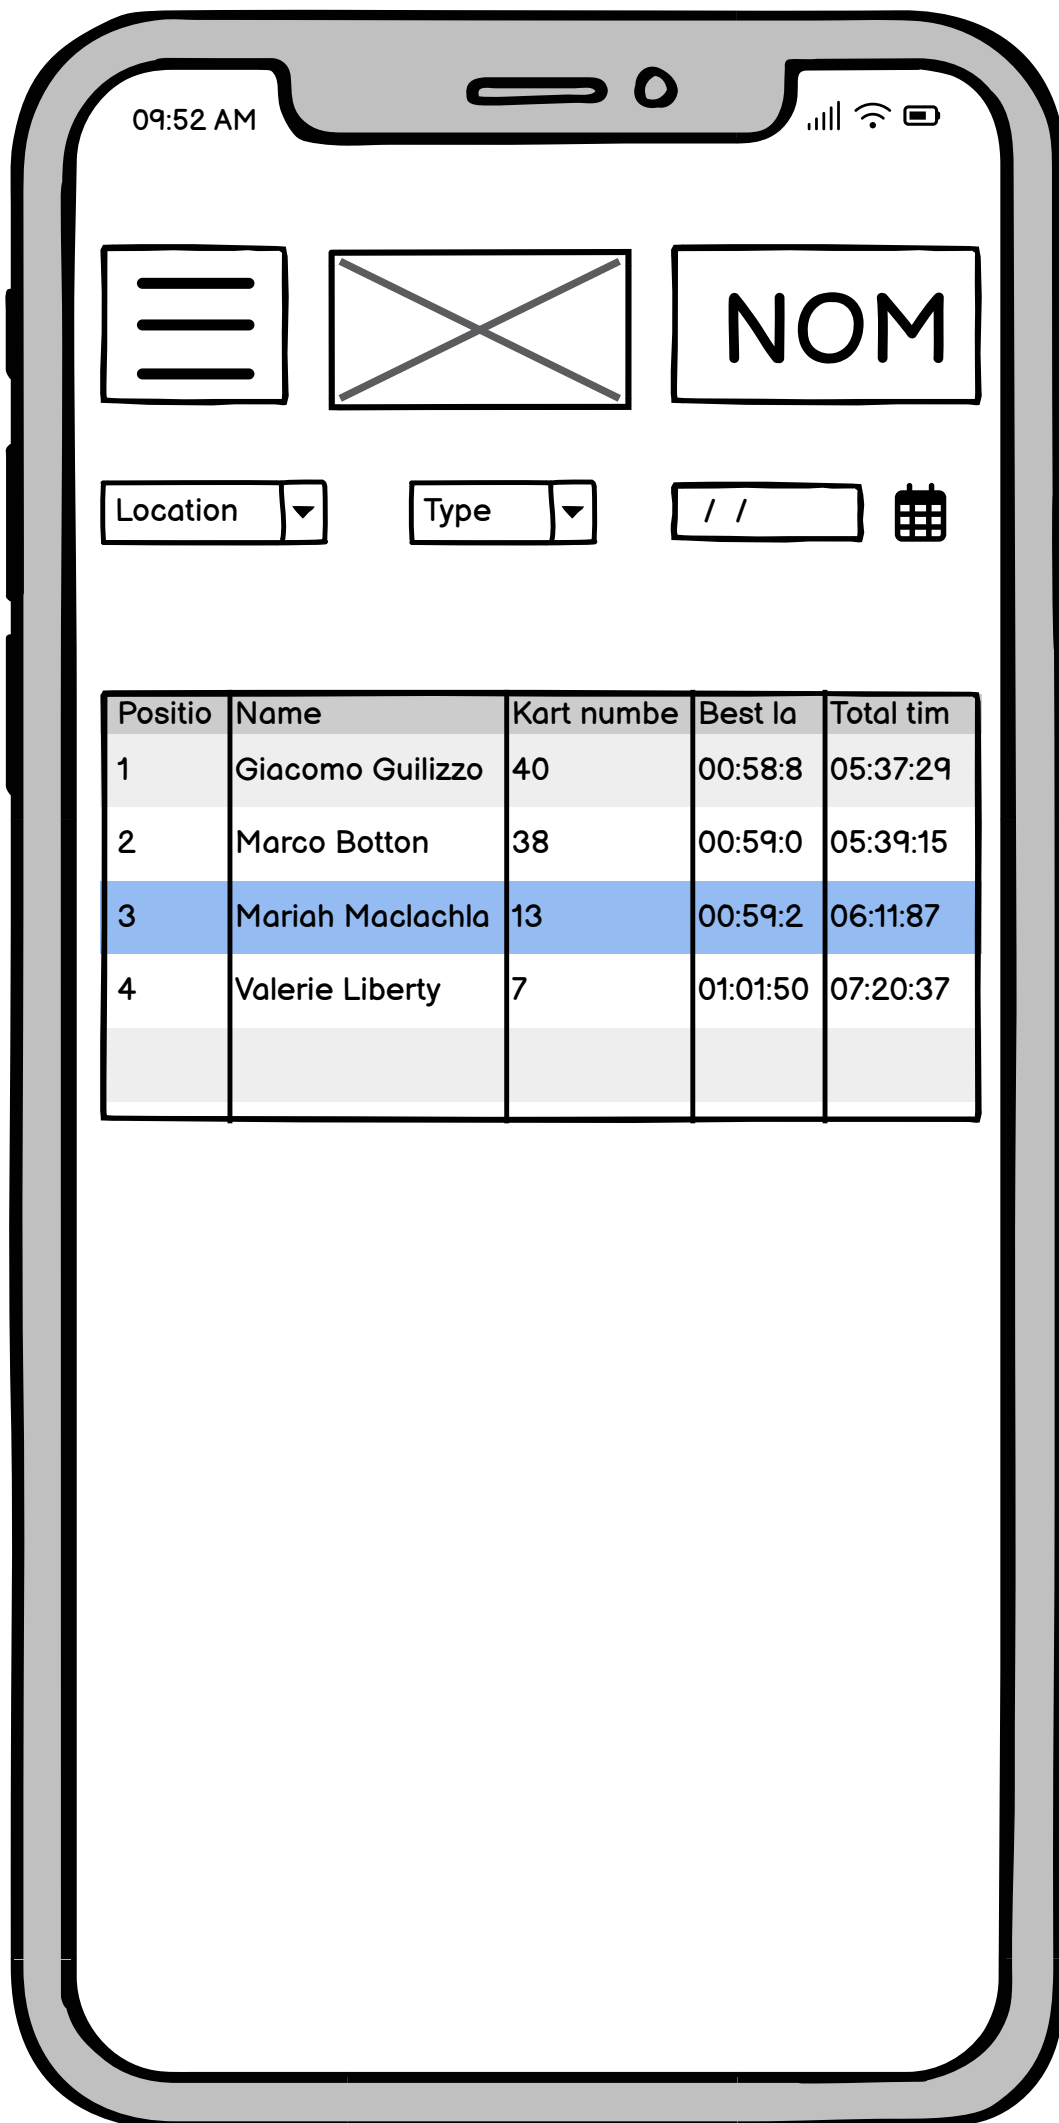 09:52 AM
NOM
Location Type / /
Positio Name Kart numbe Best la Total tim
1 Giacomo Guilizzo 40 00:58:8 05:37:29
2 Marco Botton 38 00:59:0 05:39:15
3 Mariah Maclachla 13 00:59:2 06:11:87
4 Valerie Liberty 7 01:01:50 07:20:37